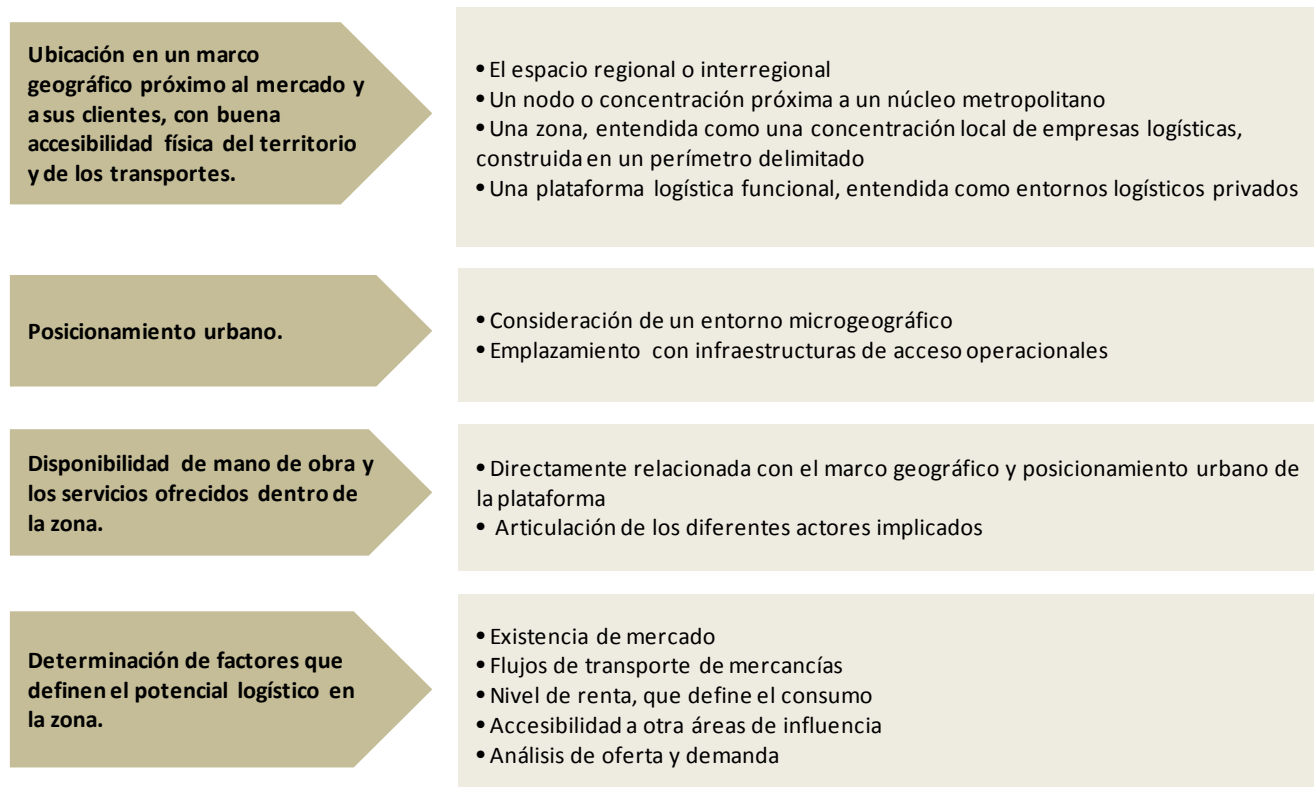 Ubicación en un marco
geográfico próximo al mercado y
a sus clientes, con buena
accesibilidad física del territorio
y de los transportes.
• El espacio regional o interregional
• Un nodo o concentración próxima a un núcleo metropolitano
• Una zona, entendida como una concentración local de empresas logísticas,
construida en un perímetro delimitado
• Una plataforma logística funcional, entendida como entornos logísticos privados
Posicionamiento urbano.
• Consideración de un entorno microgeográfico
• Emplazamiento con infraestructuras de acceso operacionales
Disponibilidad de mano de obra y
los servicios ofrecidos dentro de
la zona.
• Directamente relacionada con el marco geográfico y posicionamiento urbano de
la plataforma
• Articulación de los diferentes actores implicados
Determinación de factores que
definen el potencial logístico en
la zona.
• Existencia de mercado
• Flujos de transporte de mercancías
• Nivel de renta, que define el consumo
• Accesibilidad a otra áreas de influencia
• Análisis de oferta y demanda